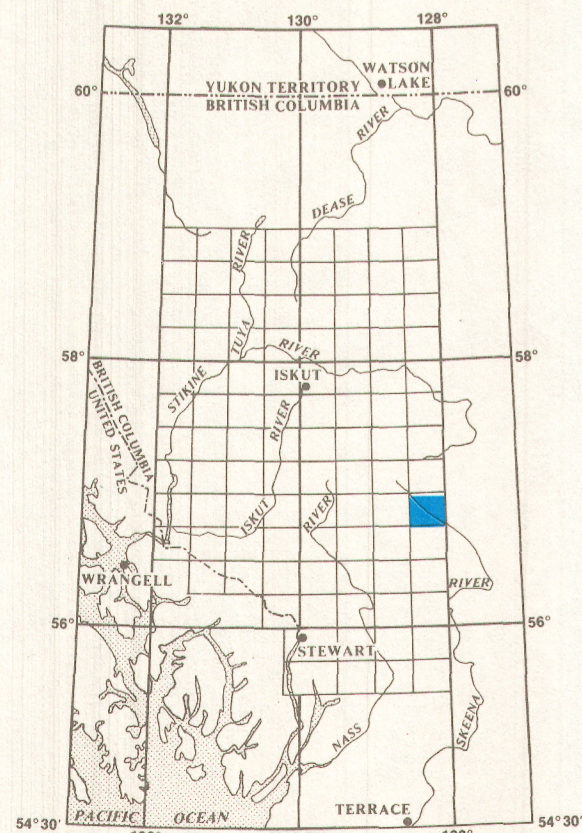 132° 130° 128°
WATSON
LAKE
60° 60°
YUKON TERRITORY
BRITISH COLUMBIA
RIVER
DEASE
RIVER
TUYA
58° 58°
RIVER
STIKINE
ISKUT
BRITISH COLUMBIA
UNITED STATES
RIVER
ISKUT
RIVER
WRANGELL
RIVER
56° 56°
STEWART
SKEENA
NASS
TERRACE
54°30' 54°30'
PACIFIC OCEAN